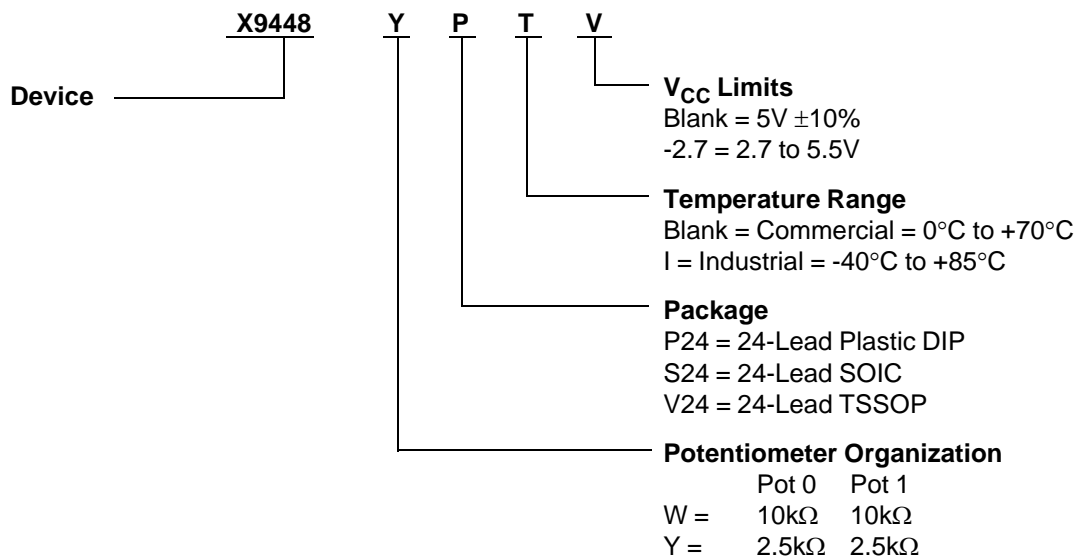 X9448 Y P T V
Device
V_CC Limits
Blank = 5V ±10%
-2.7 = 2.7 to 5.5V
Temperature Range
Blank = Commercial = 0°C to +70°C
I = Industrial = -40°C to +85°C
Package
P24 = 24-Lead Plastic DIP
S24 = 24-Lead SOIC
V24 = 24-Lead TSSOP
Potentiometer Organization
Pot 0 Pot 1
W = 10kΩ 10kΩ
Y = 2.5kΩ 2.5kΩ